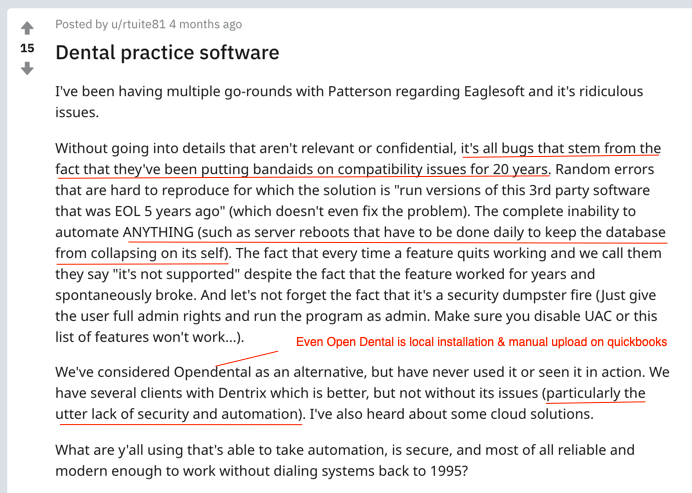 Posted by u/rtuite81 4 months ago
15
Dental practice software
I've been having multiple go-rounds with Patterson regarding Eaglesoft and it's ridiculous
issues.
Without going into details that aren't relevant or confidential, it's all bugs that stem from the
fact that they've been putting bandaids on compatibility issues for 20 years. Random errors
that are hard to reproduce for which the solution is "run versions of this 3rd party software
that was EOL 5 years ago" (which doesn't even fix the problem). The complete inability to
automate ANYTHING (such as server reboots that have to be done daily to keep the database
from collapsing on its self). The fact that every time a feature quits working and we call them
they say "it's not supported" despite the fact that the feature worked for years and
spontaneously broke. And let's not forget the fact that it's a security dumpster fire (Just give
the user full admin rights and run the program as admin. Make sure you disable UAC or this
list of features won't work...).
Even Open Dental is local installation & manual upload on quickbooks
We've considered Opendental as an alternative, but have never used it or seen it in action. We
have several clients with Dentrix which is better, but not without its issues (particularly the
utter lack of security and automation). I've also heard about some cloud solutions.
What are y'all using that's able to take automation, is secure, and most of all reliable and
modern enough to work without dialing systems back to 1995?